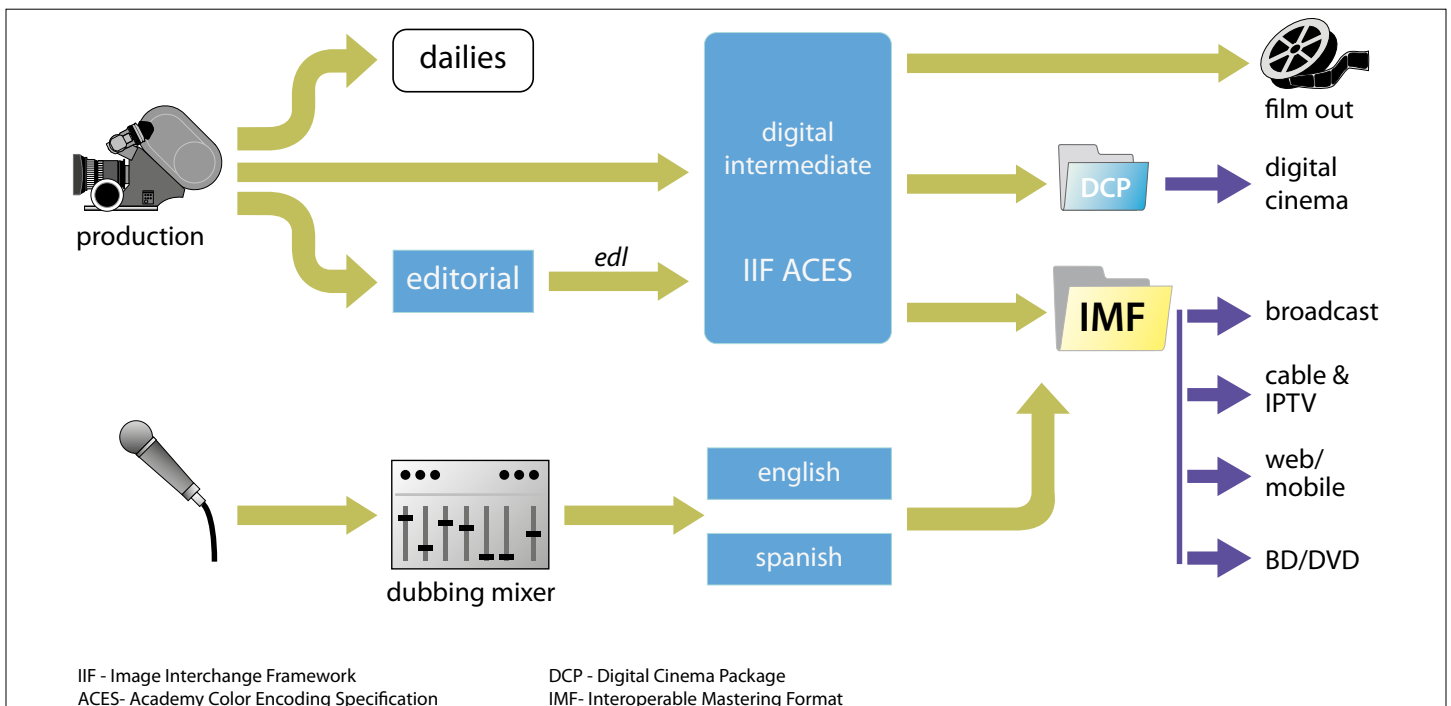 dailies
production
editorial
edl
digital
intermediate
IIF ACES
film out
DCP
digital
cinema
IMF
broadcast
cable &
IPTV
web/
mobile
BD/DVD
dubbing mixer
english
spanish
IIF - Image Interchange Framework
ACES- Academy Color Encoding Specification
DCP - Digital Cinema Package
IMF- Interoperable Mastering Format